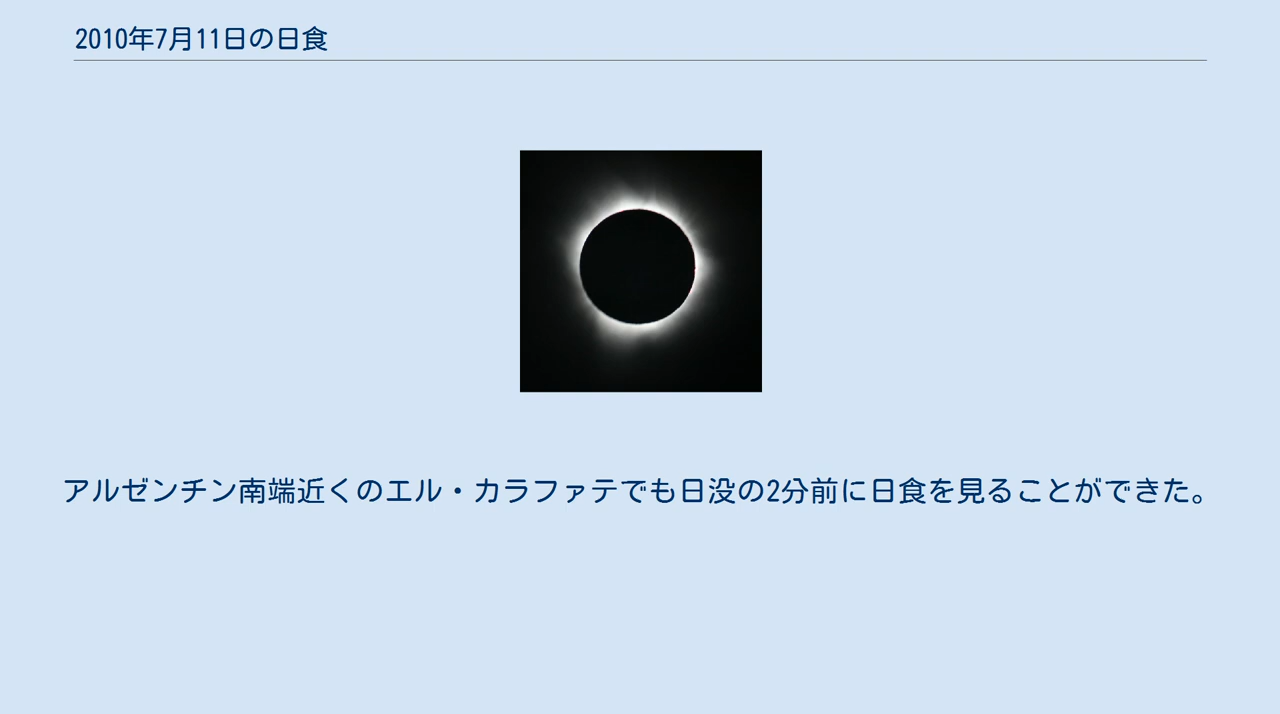 2010年7月11日の日食
アルゼンチン南端近くのエル・カラファテでも日没の2分前に日食を見ることができた。